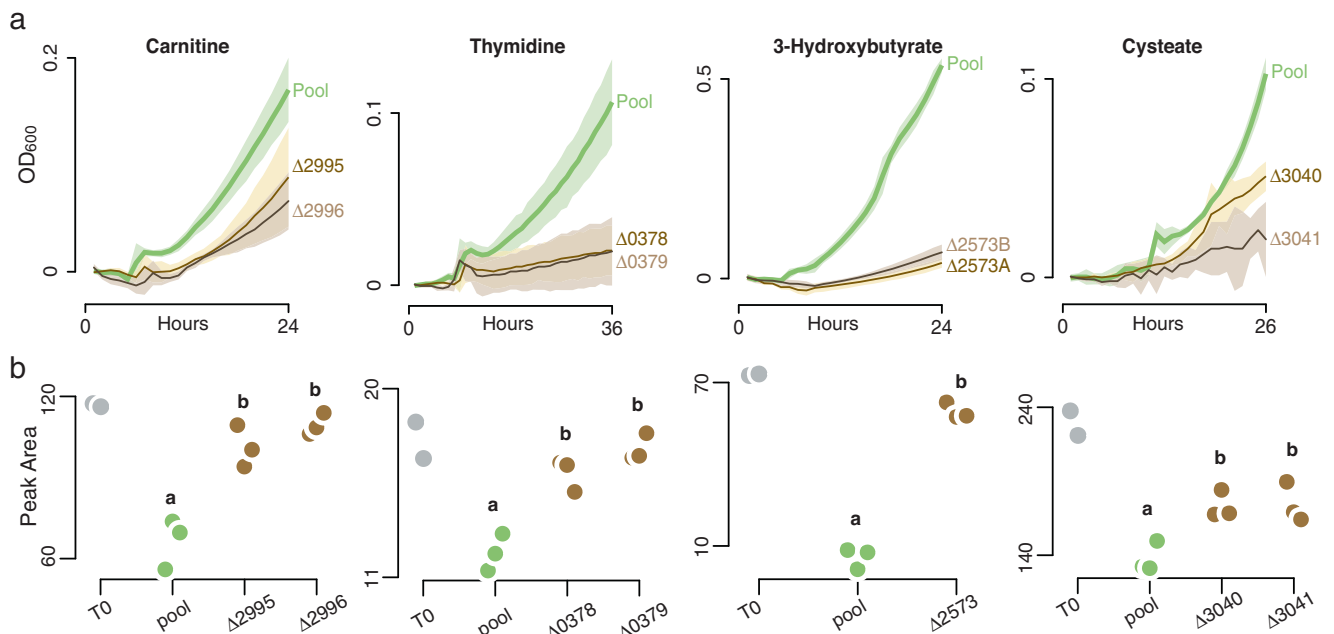 a
Carnitine
Thymidine
3-Hydroxybutyrate
Cysteate
OD600
0.2
0
Pool
Δ2995
Δ2996
0 Hours 24
0.1
0
Pool
Δ0378
Δ0379
0 Hours 36
0.5
0
Pool
Δ2573B
Δ2573A
0 Hours 24
0.1
0
Pool
Δ3040
Δ3041
0 Hours 26
b
Peak Area
120
60
a
b
b
T0 pool Δ2995 Δ2996
20
11
a
b
b
T0 pool Δ0378 Δ0379
70
10
a
b
T0 pool Δ2573
240
140
a
b
b
T0 pool Δ3040 Δ3041